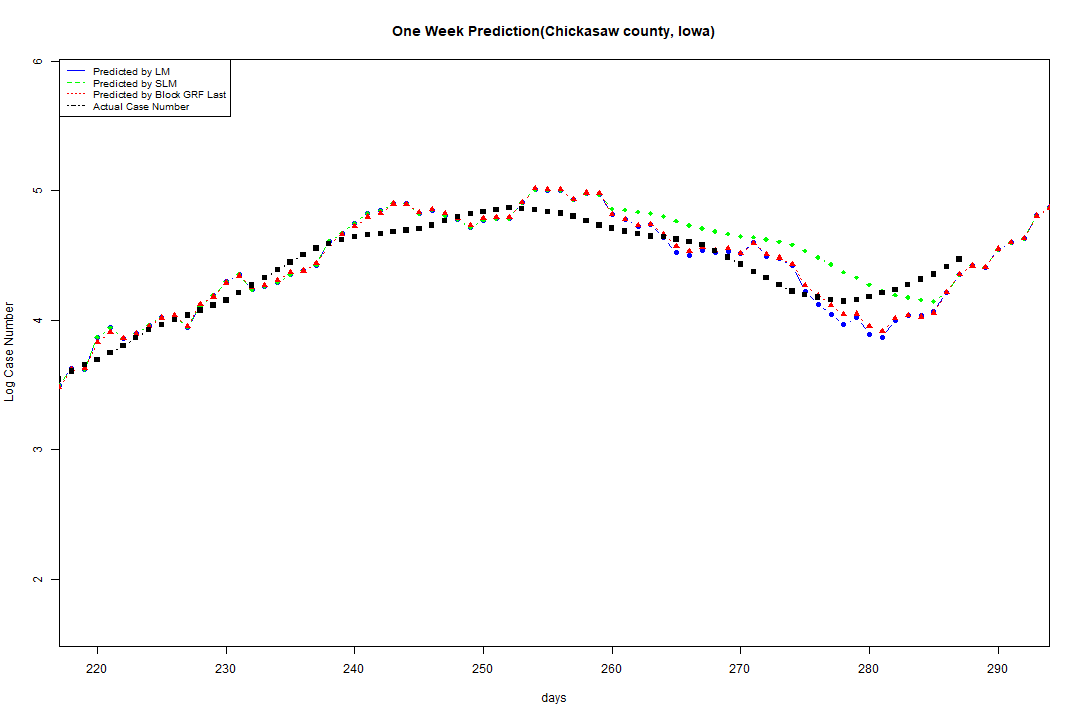 One Week Prediction(Chickasaw county, Iowa)
Predicted by LM
Predicted by SLM
Predicted by Block GRF Last
Actual Case Number
6
5
4
3
2
Log Case Number
220 230 240 250 260 270 280 290
days